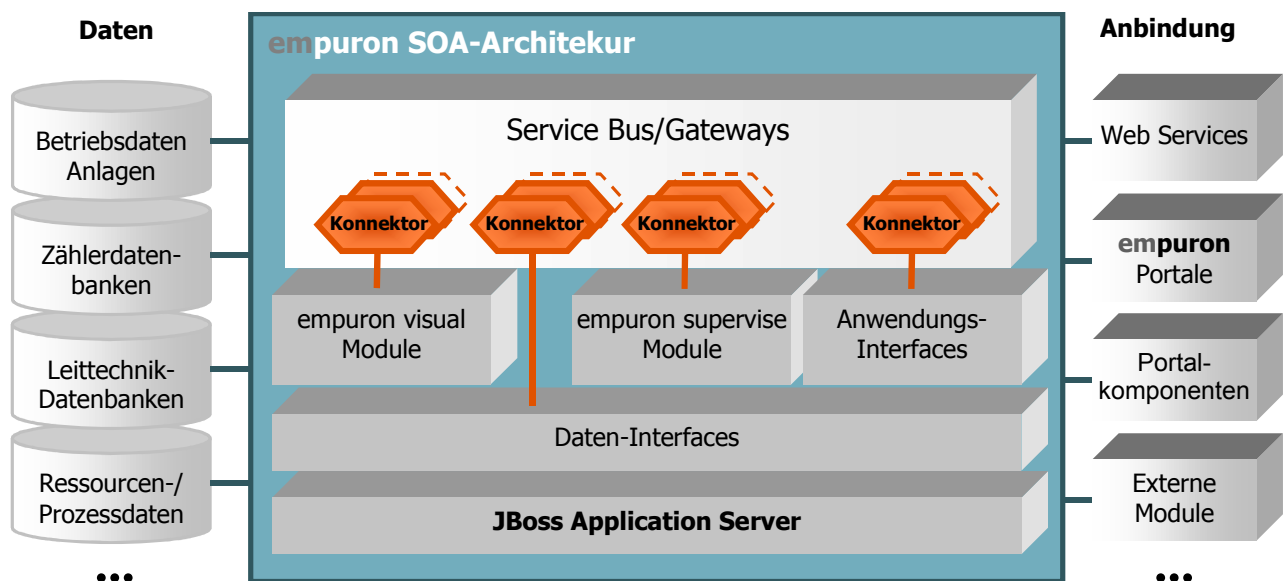 Daten
Betriebsdaten
Anlagen
Zählerdaten-
banken
Leittechnik-
Datenbanken
Ressourcen-/
Prozessdaten
...
empuron SOA-Architekur
Service Bus/Gateways
Konnektor
Konnektor
Konnektor
Konnektor
empuron visual
Module
empuron supervise
Module
Anwendungs-
Interfaces
Daten-Interfaces
JBoss Application Server
Anbindung
Web Services
empuron
Portale
Portal-
komponenten
Externe
Module
...